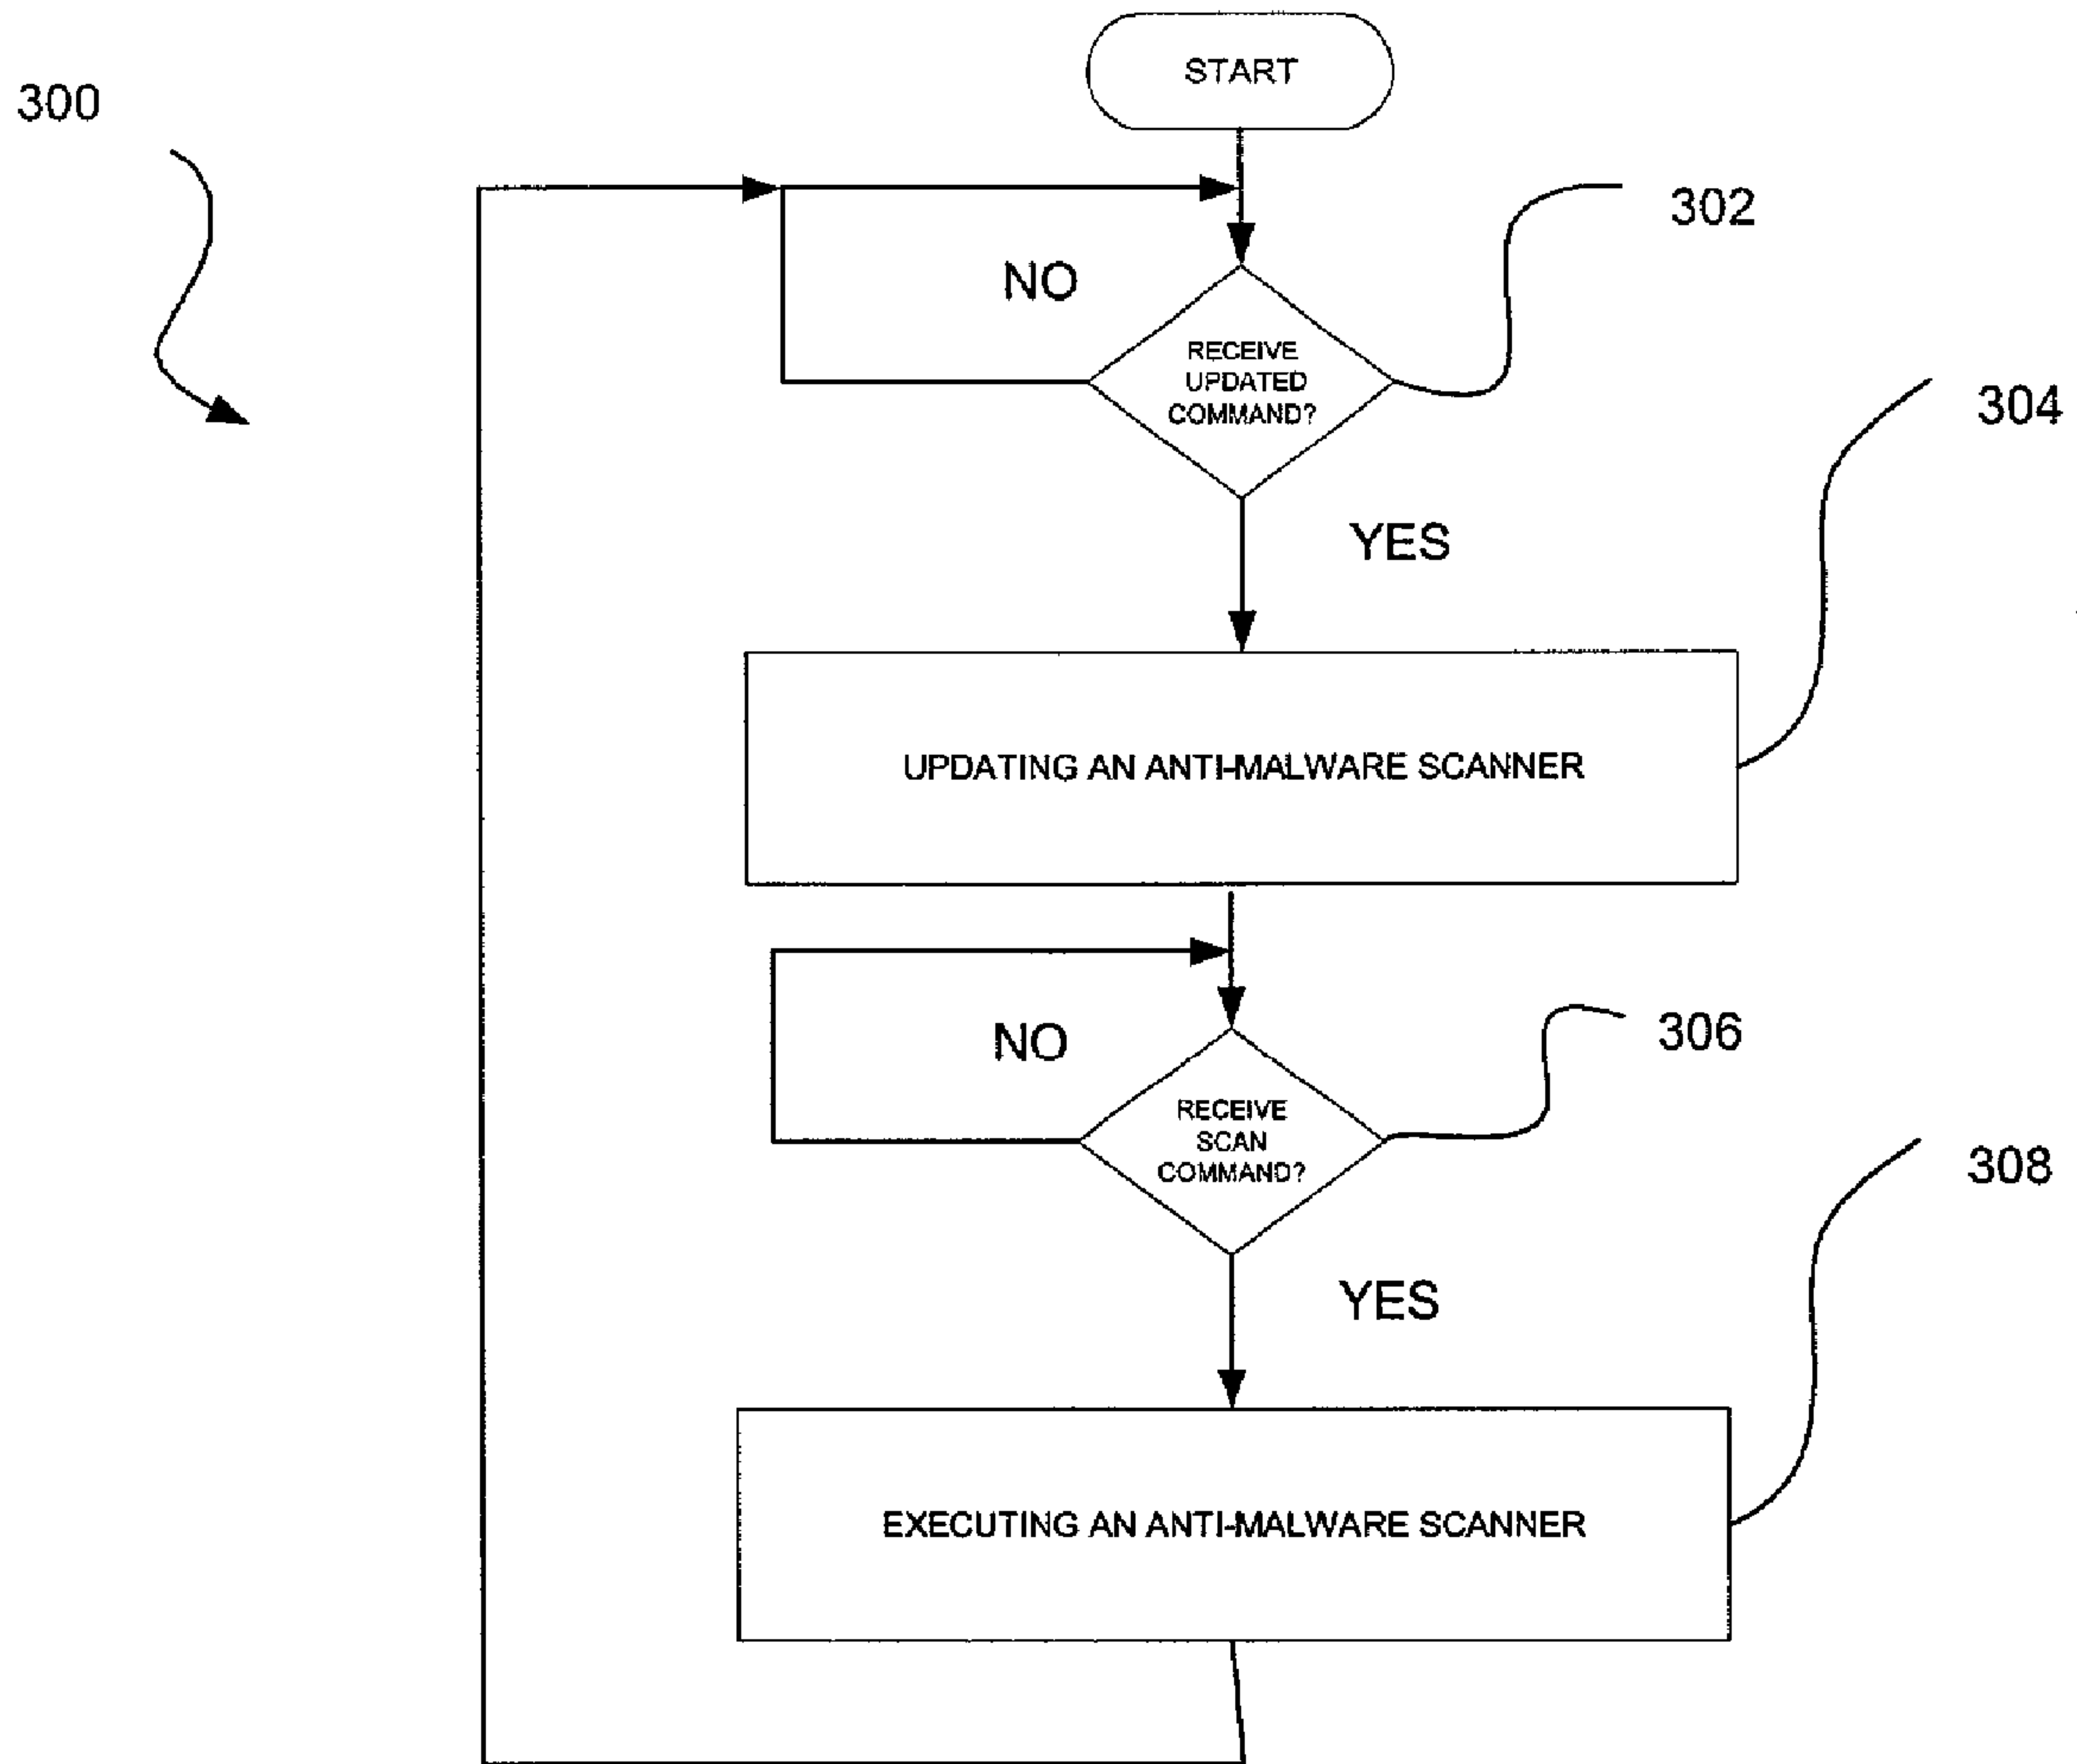 START
300
302
NO
RECEIVE
UPDATED
COMMAND?
304
YES
UPDATING AN ANTI-MALWARE SCANNER
306
NO
RECEIVE
SCAN
COMMAND?
308
YES
EXECUTING AN ANTI-MALWARE SCANNER